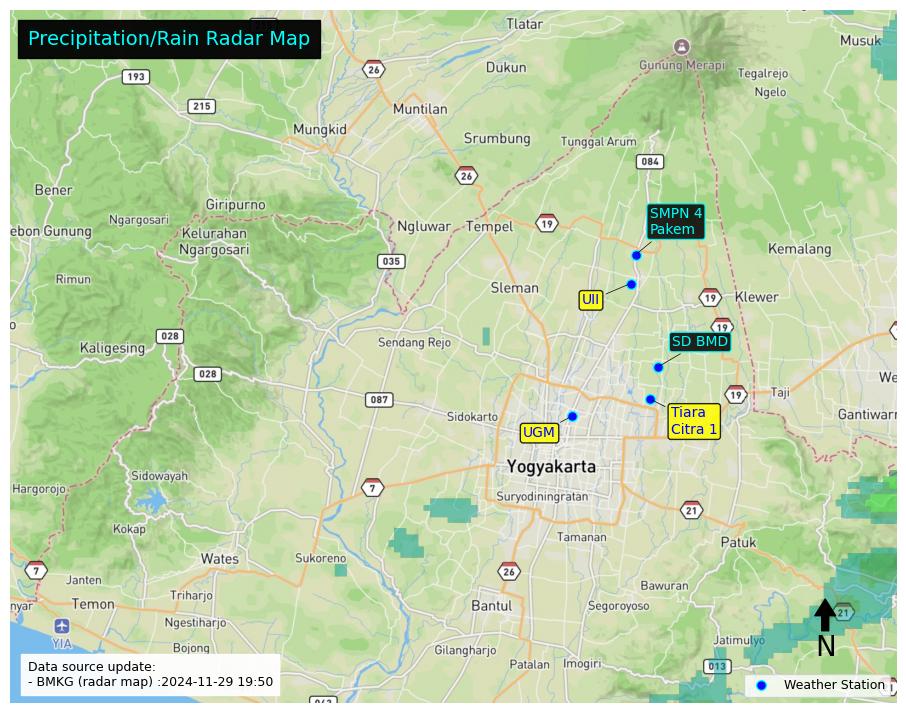 Precipitation/Rain Radar Map
Tlatar
Musuk
26
Gunung Merapi
Dukun
Tegalrejo
193
Ngelo
215
Muntilan
Mungkid
Srumbung
Tunggal Arum
084
26
Bener
Giripurno
SMPN 4
Pakem
Ngargosari
Ngluwar
Tempel
19
ebon Gunung
Kelurahan
Ngargosari
Kemalang
035
Rimun
Sleman
UII
19
Klewer
19
028
Sendang Rejo
SD BMD
Kaligesing
028
We
19
Taji
087
Sidokarto
Tiara
Citra 1
Gantiwarn
UGM
Yogyakarta
Sidowayah
Hargorojo
7
Suryodiningratan
21
Kokap
Tamanan
Patuk
Wates
Sukoreno
7
26
Janten
Bawuran
Triharjo
Temon
nyar
Bantul
Segoroyoso
21
Ngestiharjo
YIA
N
Jatimulyo
Bojong
Gilangharjo
Patalan
Imogiri
013
Data source update:
- BMKG (radar map) :2024-11-29 19:50
Weather Station